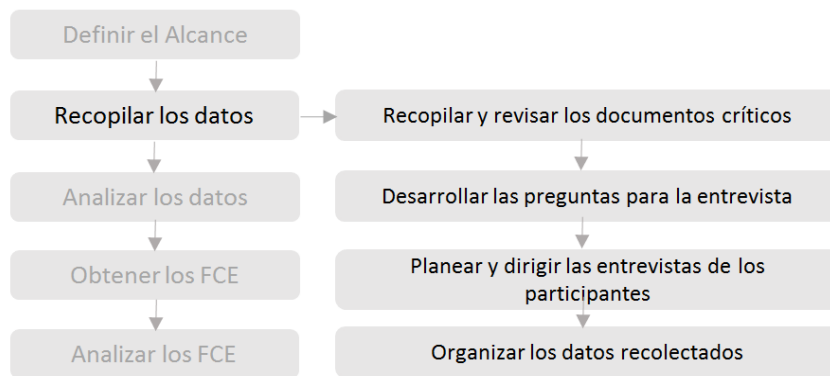 Definir el Alcance
Recopilar los datos
Analizar los datos
Obtener los FCE
Analizar los FCE
Recopilar y revisar los documentos críticos
Desarrollar las preguntas para la entrevista
Planear y dirigir las entrevistas de los
participantes
Organizar los datos recolectados